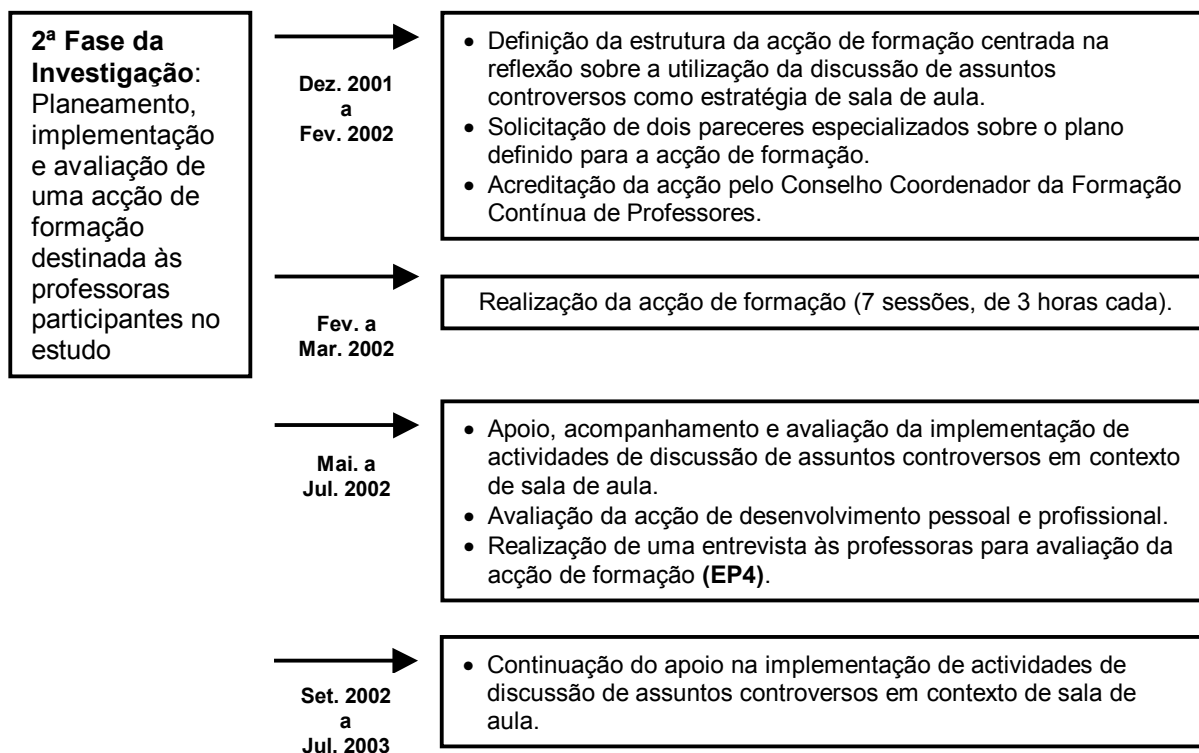 2ª Fase da
Investigação:
Planeamento,
implementação
e avaliação de
uma acção de
formação
destinada às
professoras
participantes no
estudo
Dez. 2001
a
Fev. 2002
• Definição da estrutura da acção de formação centrada na
reflexão sobre a utilização da discussão de assuntos
controversos como estratégia de sala de aula.
• Solicitação de dois pareceres especializados sobre o plano
definido para a acção de formação.
• Acreditação da acção pelo Conselho Coordenador da Formação
Contínua de Professores.
Fev. a
Mar. 2002
Realização da acção de formação (7 sessões, de 3 horas cada).
Mai. a
Jul. 2002
• Apoio, acompanhamento e avaliação da implementação de
actividades de discussão de assuntos controversos em contexto
de sala de aula.
• Avaliação da acção de desenvolvimento pessoal e profissional.
• Realização de uma entrevista às professoras para avaliação da
acção de formação (EP4).
Set. 2002
a
Jul. 2003
• Continuação do apoio na implementação de actividades de
discussão de assuntos controversos em contexto de sala de
aula.